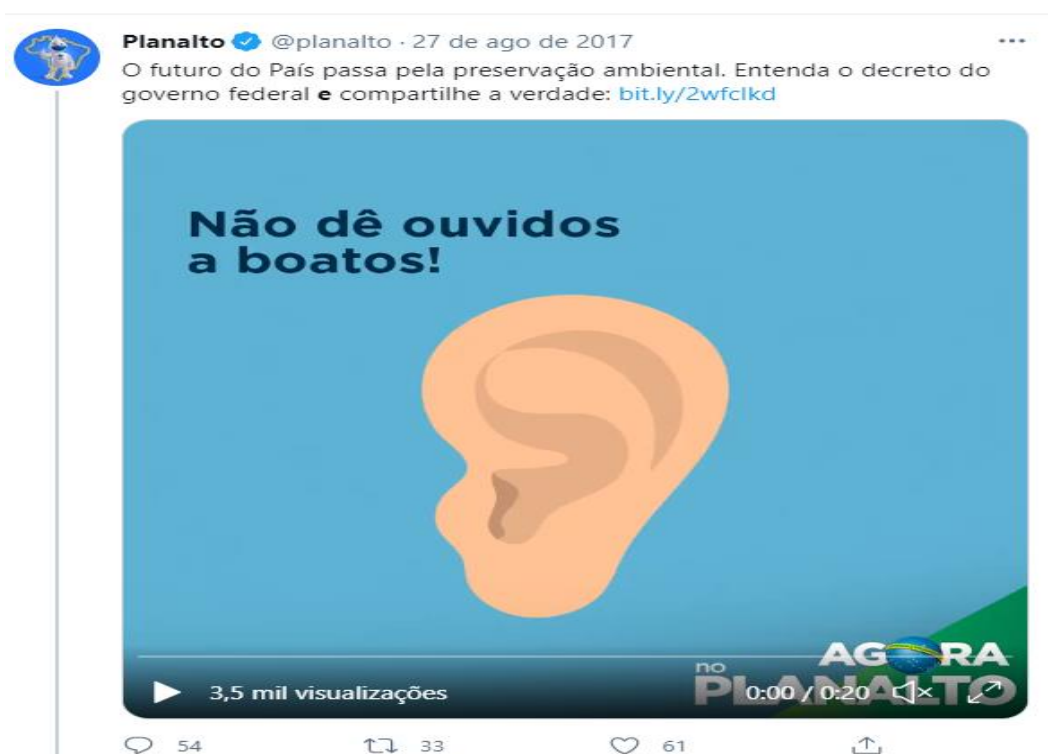 Planalto @planalto · 27 de ago de 2017
O futuro do País passa pela preservação ambiental. Entenda o decreto do
governo federal e compartilhe a verdade: bit.ly/2wfclkd
Não dê ouvidos
a boatos!
AGORA
no
PLANALTO
3,5 mil visualizações
0:00 / 0:20
54 33 61